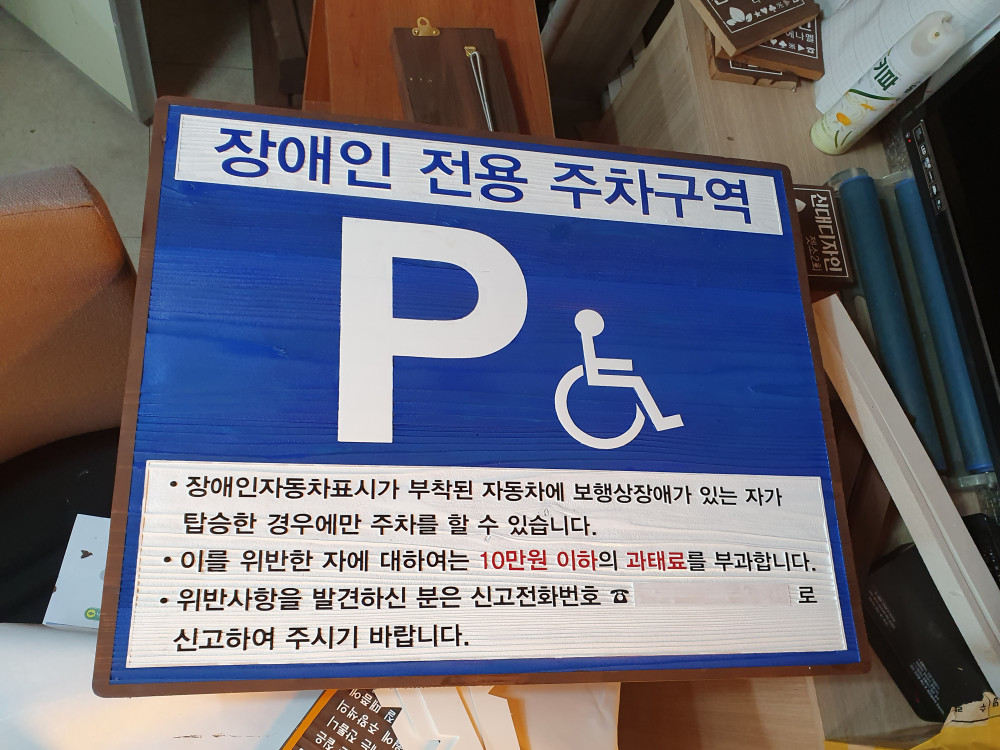 장애인 전용 주차구역
P
• 장애인자동차표시가 부착된 자동차에 보행상장애가 있는 자가
탑승한 경우에만 주차를 할 수 있습니다.
• 이를 위반한 자에 대하여는 10만원 이하의 과태료를 부과합니다.
• 위반사항을 발견하신 분은 신고전화번호 ☎ 로
신고하여 주시기 바랍니다.
신대디자인